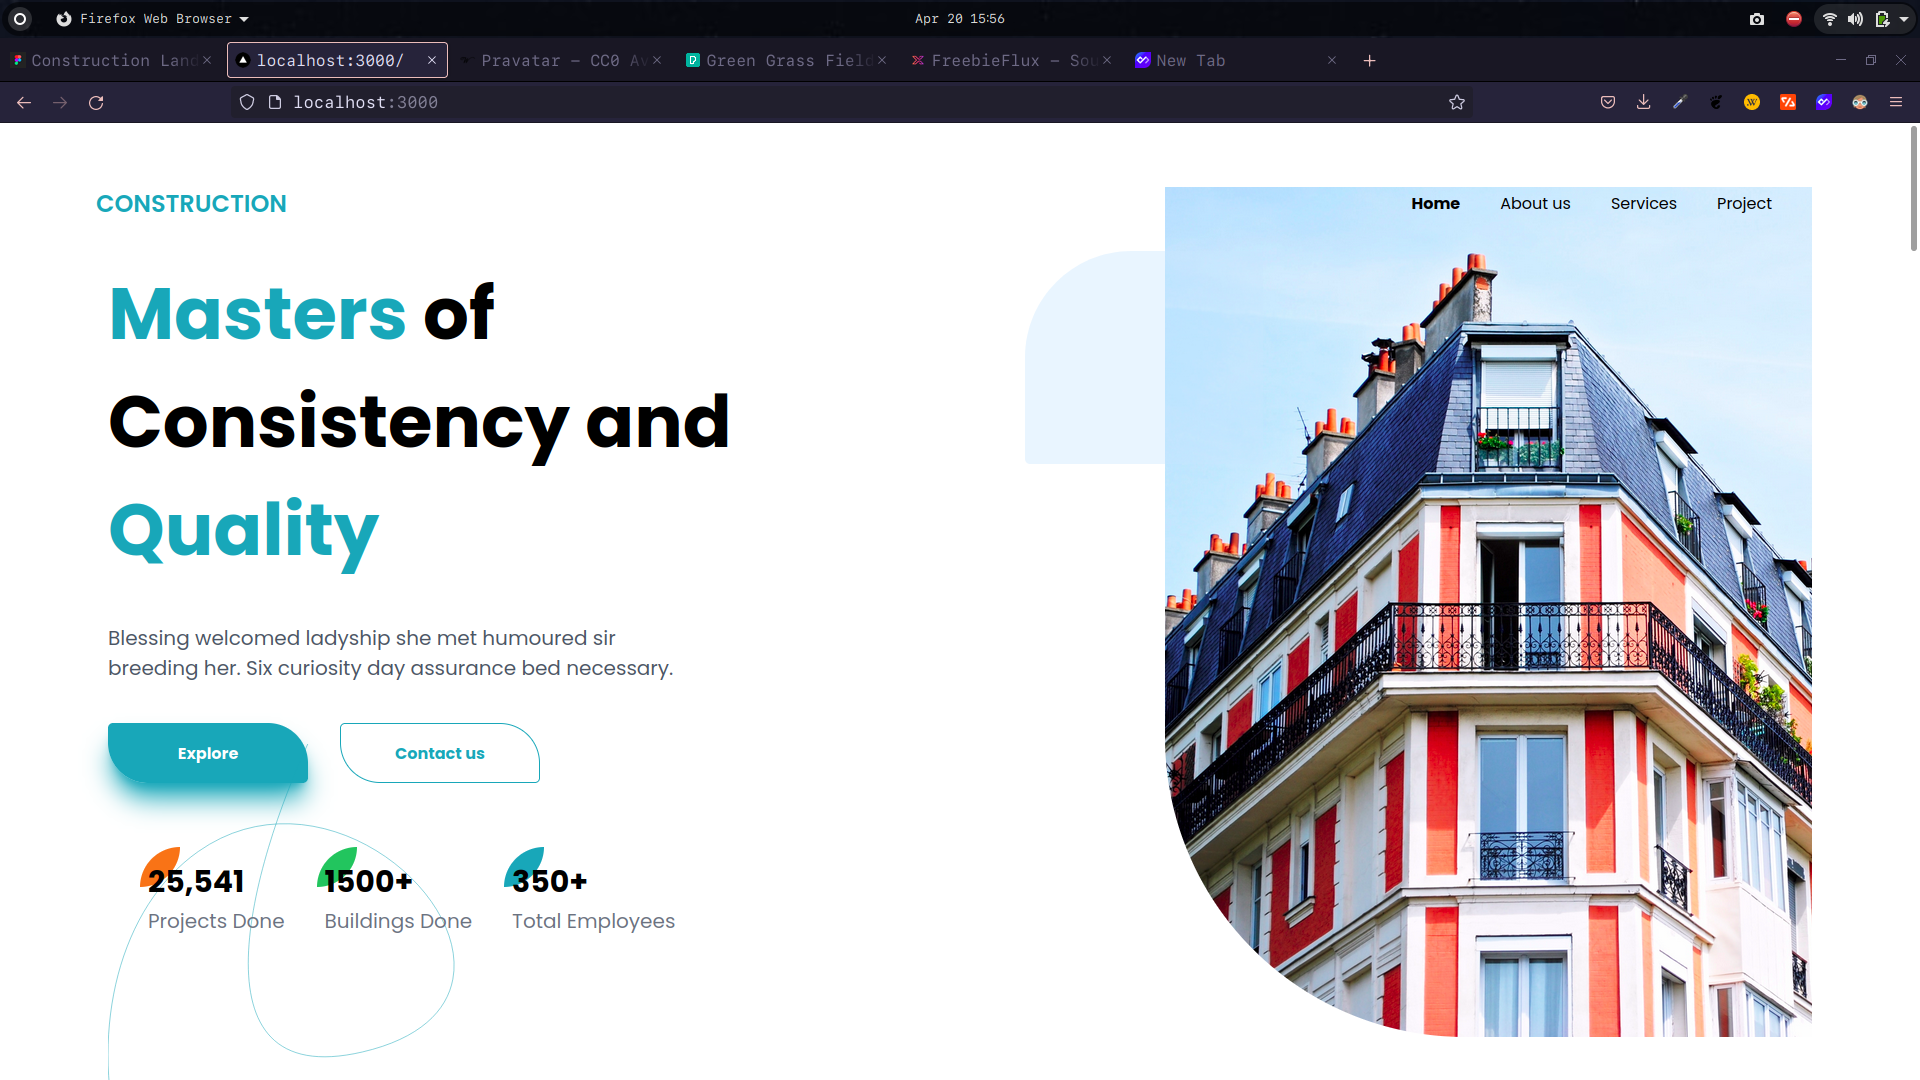 Firefox Web Browser
Apr 20 15:56
Construction Land
localhost:3000/
Pravatar — CC0 Av
Green Grass Field
FreebieFlux — Sou
New Tab
localhost:3000
CONSTRUCTION
Home About us Services Project
Masters of
Consistency and
Quality
Blessing welcomed ladyship she met humoured sir
breeding her. Six curiosity day assurance bed necessary.
Explore
Contact us
25,541
Projects Done
1500+
Buildings Done
350+
Total Employees